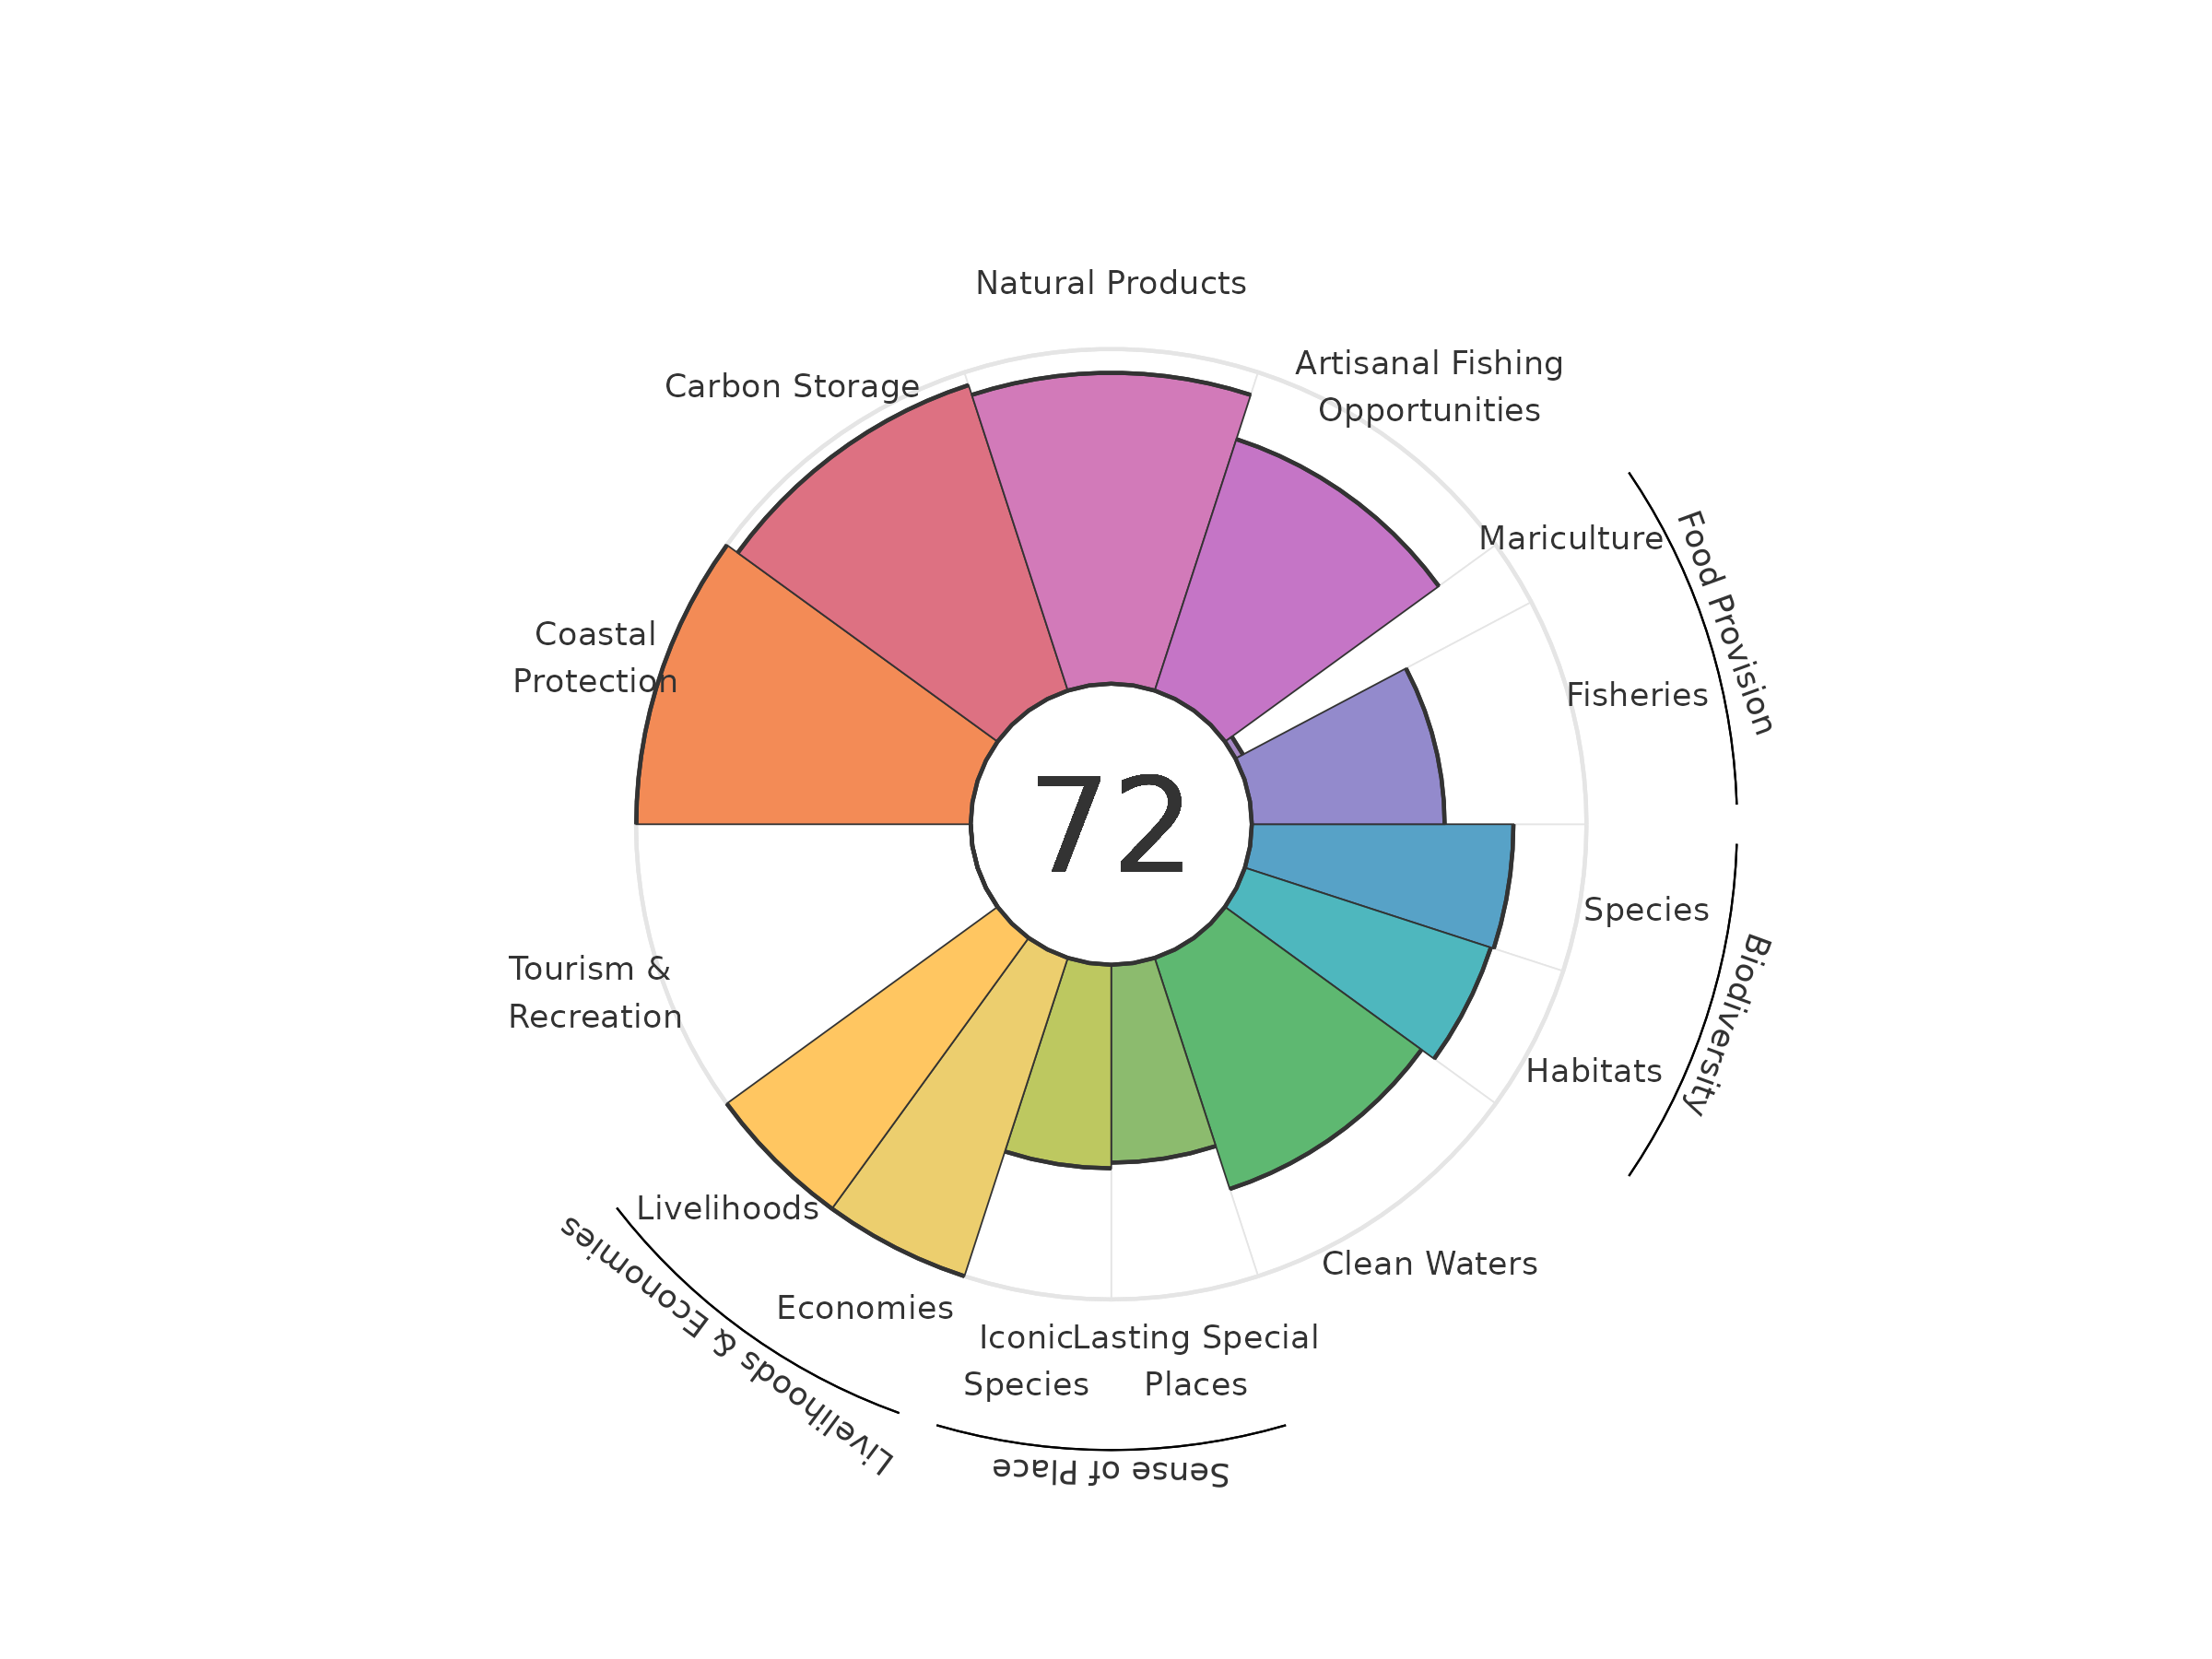 Natural Products
Carbon Storage
Artisanal Fishing
Opportunities
Mariculture
Food Provision
Fisheries
Coastal
Protection
72
Species
Biodiversity
Habitats
Tourism &
Recreation
Livelihoods
Livelihoods & Economies
Economies
Clean Waters
Iconic
Species
Lasting Special
Places
Sense of Place